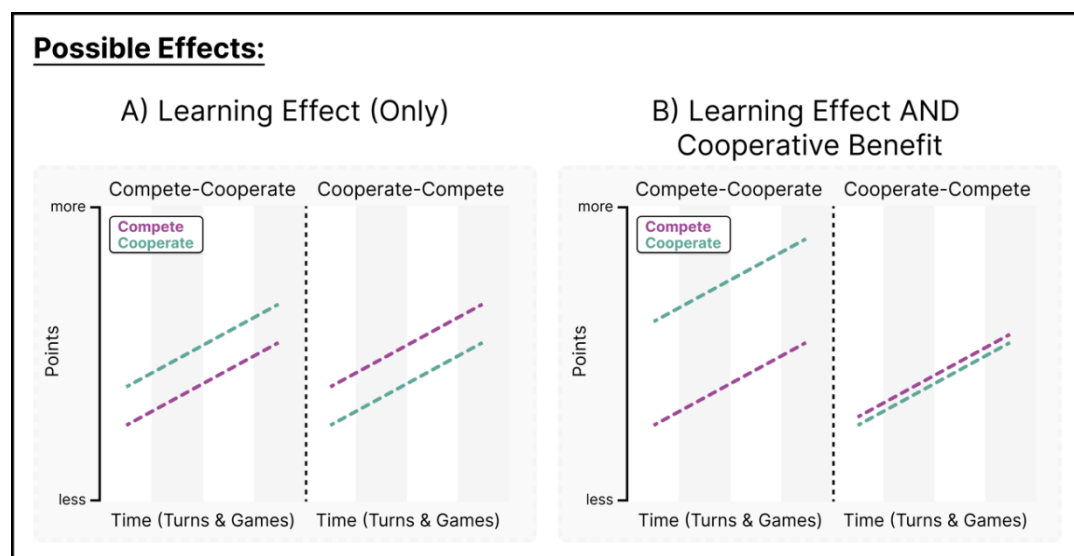 Possible Effects:
A) Learning Effect (Only)
Compete-Cooperate
Cooperate-Compete
more
Compete
Cooperate
Points
less
Time (Turns & Games)
Time (Turns & Games)
B) Learning Effect AND
Cooperative Benefit
Compete-Cooperate
Cooperate-Compete
more
Compete
Cooperate
Points
less
Time (Turns & Games)
Time (Turns & Games)